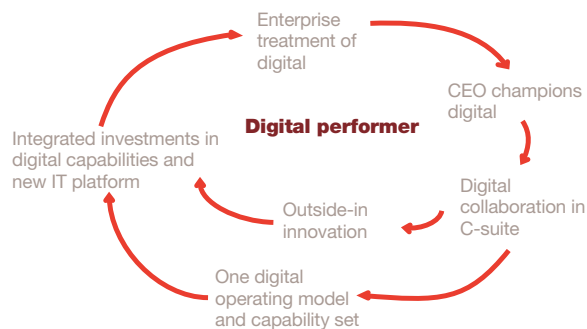 Enterprise
treatment of
digital
CEO champions
digital
Digital performer
Integrated investments in
digital capabilities and
new IT platform
Digital
collaboration in
C-suite
Outside-in
innovation
One digital
operating model
and capability set